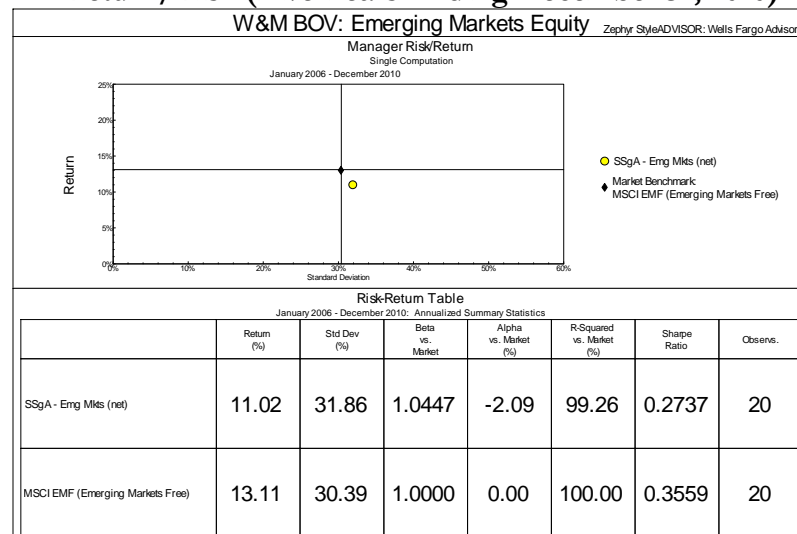 W&M BOV: Emerging Markets Equity
Zephyr StyleADVISOR: Wells Fargo Advisor
Manager Risk/Return
Single Computation
January 2006 - December 2010
25%
20%
15%
10%
5%
0%
Return
0% 10% 20% 30% 40% 50% 60%
Standard Deviation
SSgA - Emg Mkts (net)
Market Benchmark:
MSCI EMF (Emerging Markets Free)
Risk-Return Table
January 2006 - December 2010: Annualized Summary Statistics
Return (%) Std Dev (%) Beta vs. Market Alpha vs. Market (%) R-Squared vs. Market (%) Sharpe Ratio Observs.
SSgA - Emg Mkts (net) 11.02 31.86 1.0447 -2.09 99.26 0.2737 20
MSCI EMF (Emerging Markets Free) 13.11 30.39 1.0000 0.00 100.00 0.3559 20